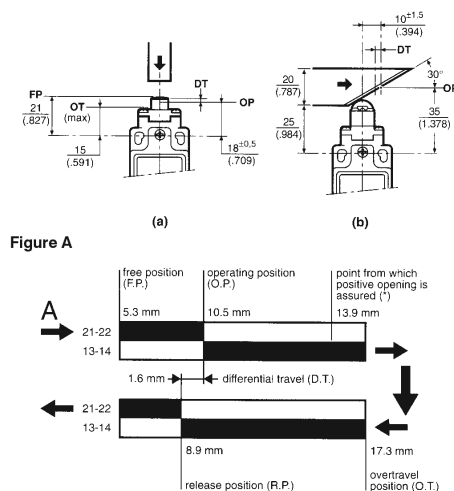 10±1.5
(.394)
DT
DT
30°
FP
21
(.827)
OT
(max)
OP
20
(.787)
OP
25
(.984)
35
(1.378)
15
(.591)
18±0,5
(.709)
(a)
(b)
Figure A
free position
(F.P.)
operating position
(O.P.)
point from which
positive opening is
assured (*)
A
5.3 mm
10.5 mm
13.9 mm
21-22
13-14
1.6 mm
differential travel (D.T.)
21-22
13-14
8.9 mm
17.3 mm
release position (R.P.)
overtravel
position (O.T.)